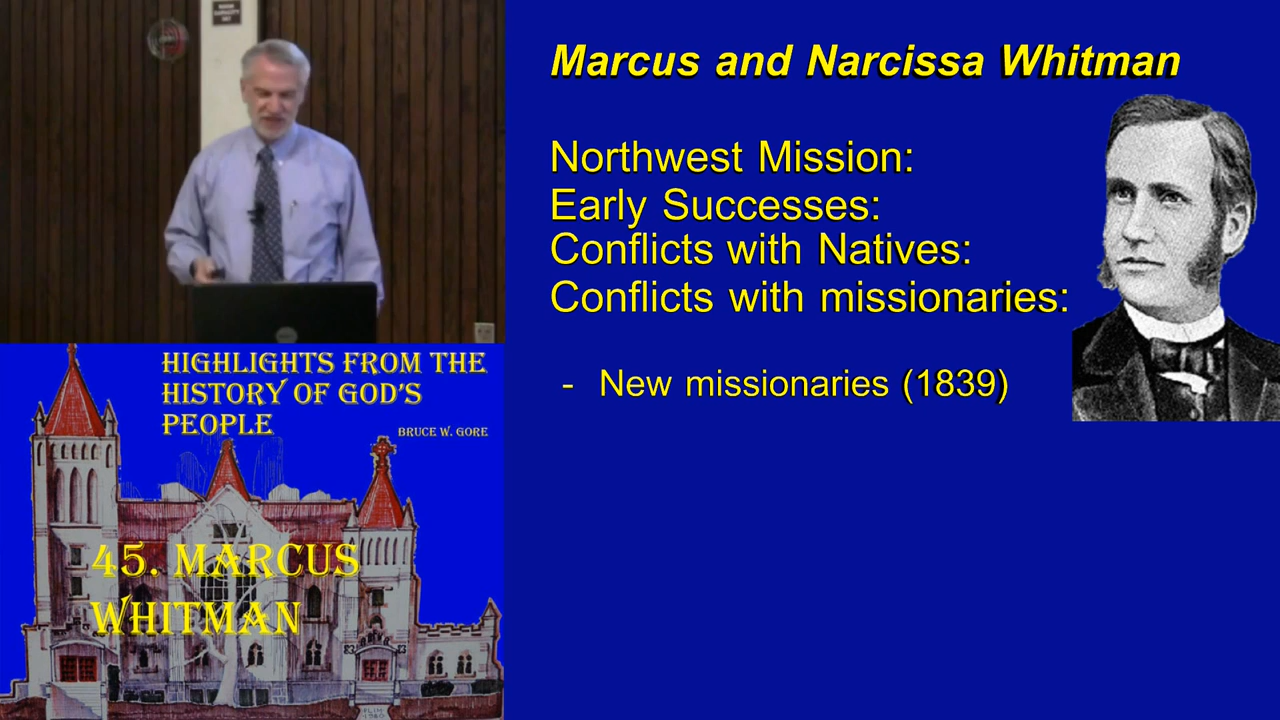 Marcus and Narcissa Whitman
Northwest Mission:
Early Successes:
Conflicts with Natives:
Conflicts with missionaries:
- New missionaries (1839)
HIGHLIGHTS FROM THE
HISTORY OF GOD'S
PEOPLE
BRUCE W. GORE
45. MARCUS
WHITMAN